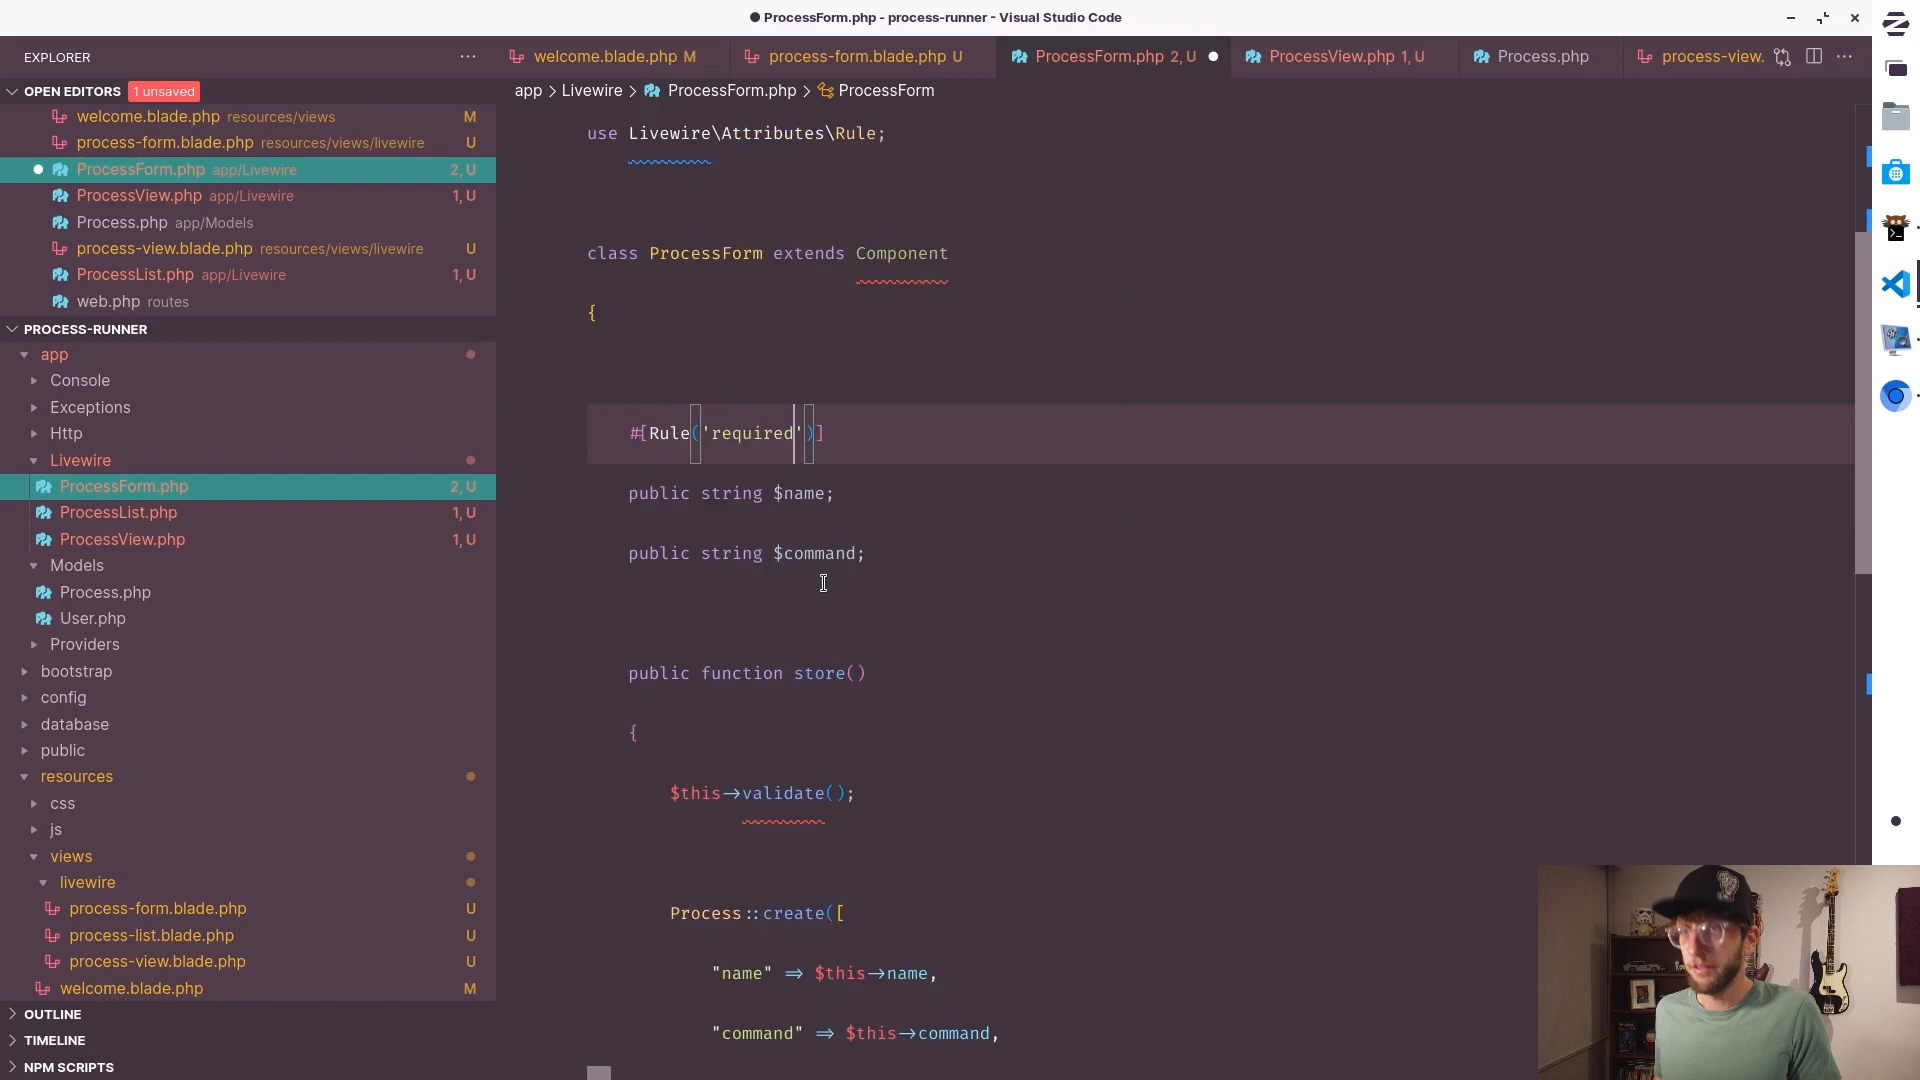 ProcessForm.php - process-runner - Visual Studio Code
EXPLORER
welcome.blade.php M
process-form.blade.php U
ProcessForm.php 2, U
ProcessView.php 1, U
Process.php
process-view.
OPEN EDITORS 1 unsaved
app > Livewire > ProcessForm.php > ProcessForm
welcome.blade.php resources/views M
process-form.blade.php resources/views/livewire U
ProcessForm.php app/Livewire 2, U
ProcessView.php app/Livewire 1, U
Process.php app/Models
process-view.blade.php resources/views/livewire U
ProcessList.php app/Livewire 1, U
web.php routes
PROCESS-RUNNER
app
Console
Exceptions
Http
Livewire
ProcessForm.php 2, U
ProcessList.php 1, U
ProcessView.php 1, U
Models
Process.php
User.php
Providers
bootstrap
config
database
public
resources
css
js
views
livewire
process-form.blade.php U
process-list.blade.php U
process-view.blade.php U
welcome.blade.php M
OUTLINE
TIMELINE
NPM SCRIPTS
use Livewire\Attributes\Rule;
class ProcessForm extends Component
{
#[Rule('required')]
public string $name;
public string $command;
public function store()
{
$this->validate();
Process::create([
"name" => $this->name,
"command" => $this->command,